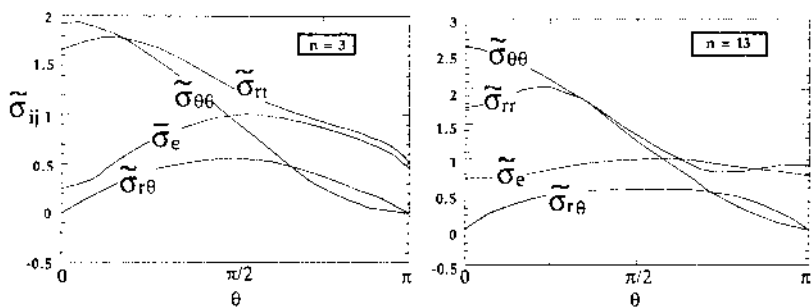 2
1.5
1
0.5
0
-0.5
σ̃ij
n = 3
σ̃θθ
σ̃rt
σ̄e
σ̃rθ
0
π/2
π
θ
3
2.5
2
1.5
1
0.5
0
-0.5
n = 13
σ̃θθ
σ̃rr
σ̃e
σ̃rθ
0
π/2
π
θ